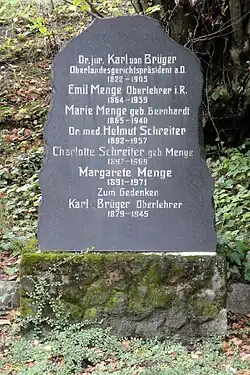 Dr. jur. Karl von Brüger
Oberlandesgerichtspräsident a.D.
1822 - 1905
Emil Menge Oberlehrer i.R.
1864 - 1939
Marie Menge geb. Bernhardt
1865 - 1940
Dr. med. Helmut Schreiter
1892 - 1957
Charlotte Schreiter geb. Menge
1897 - 1969
Margarete Menge
1891 - 1971
Zum Gedenken
Karl Brüger Oberlehrer
1879 - 1945